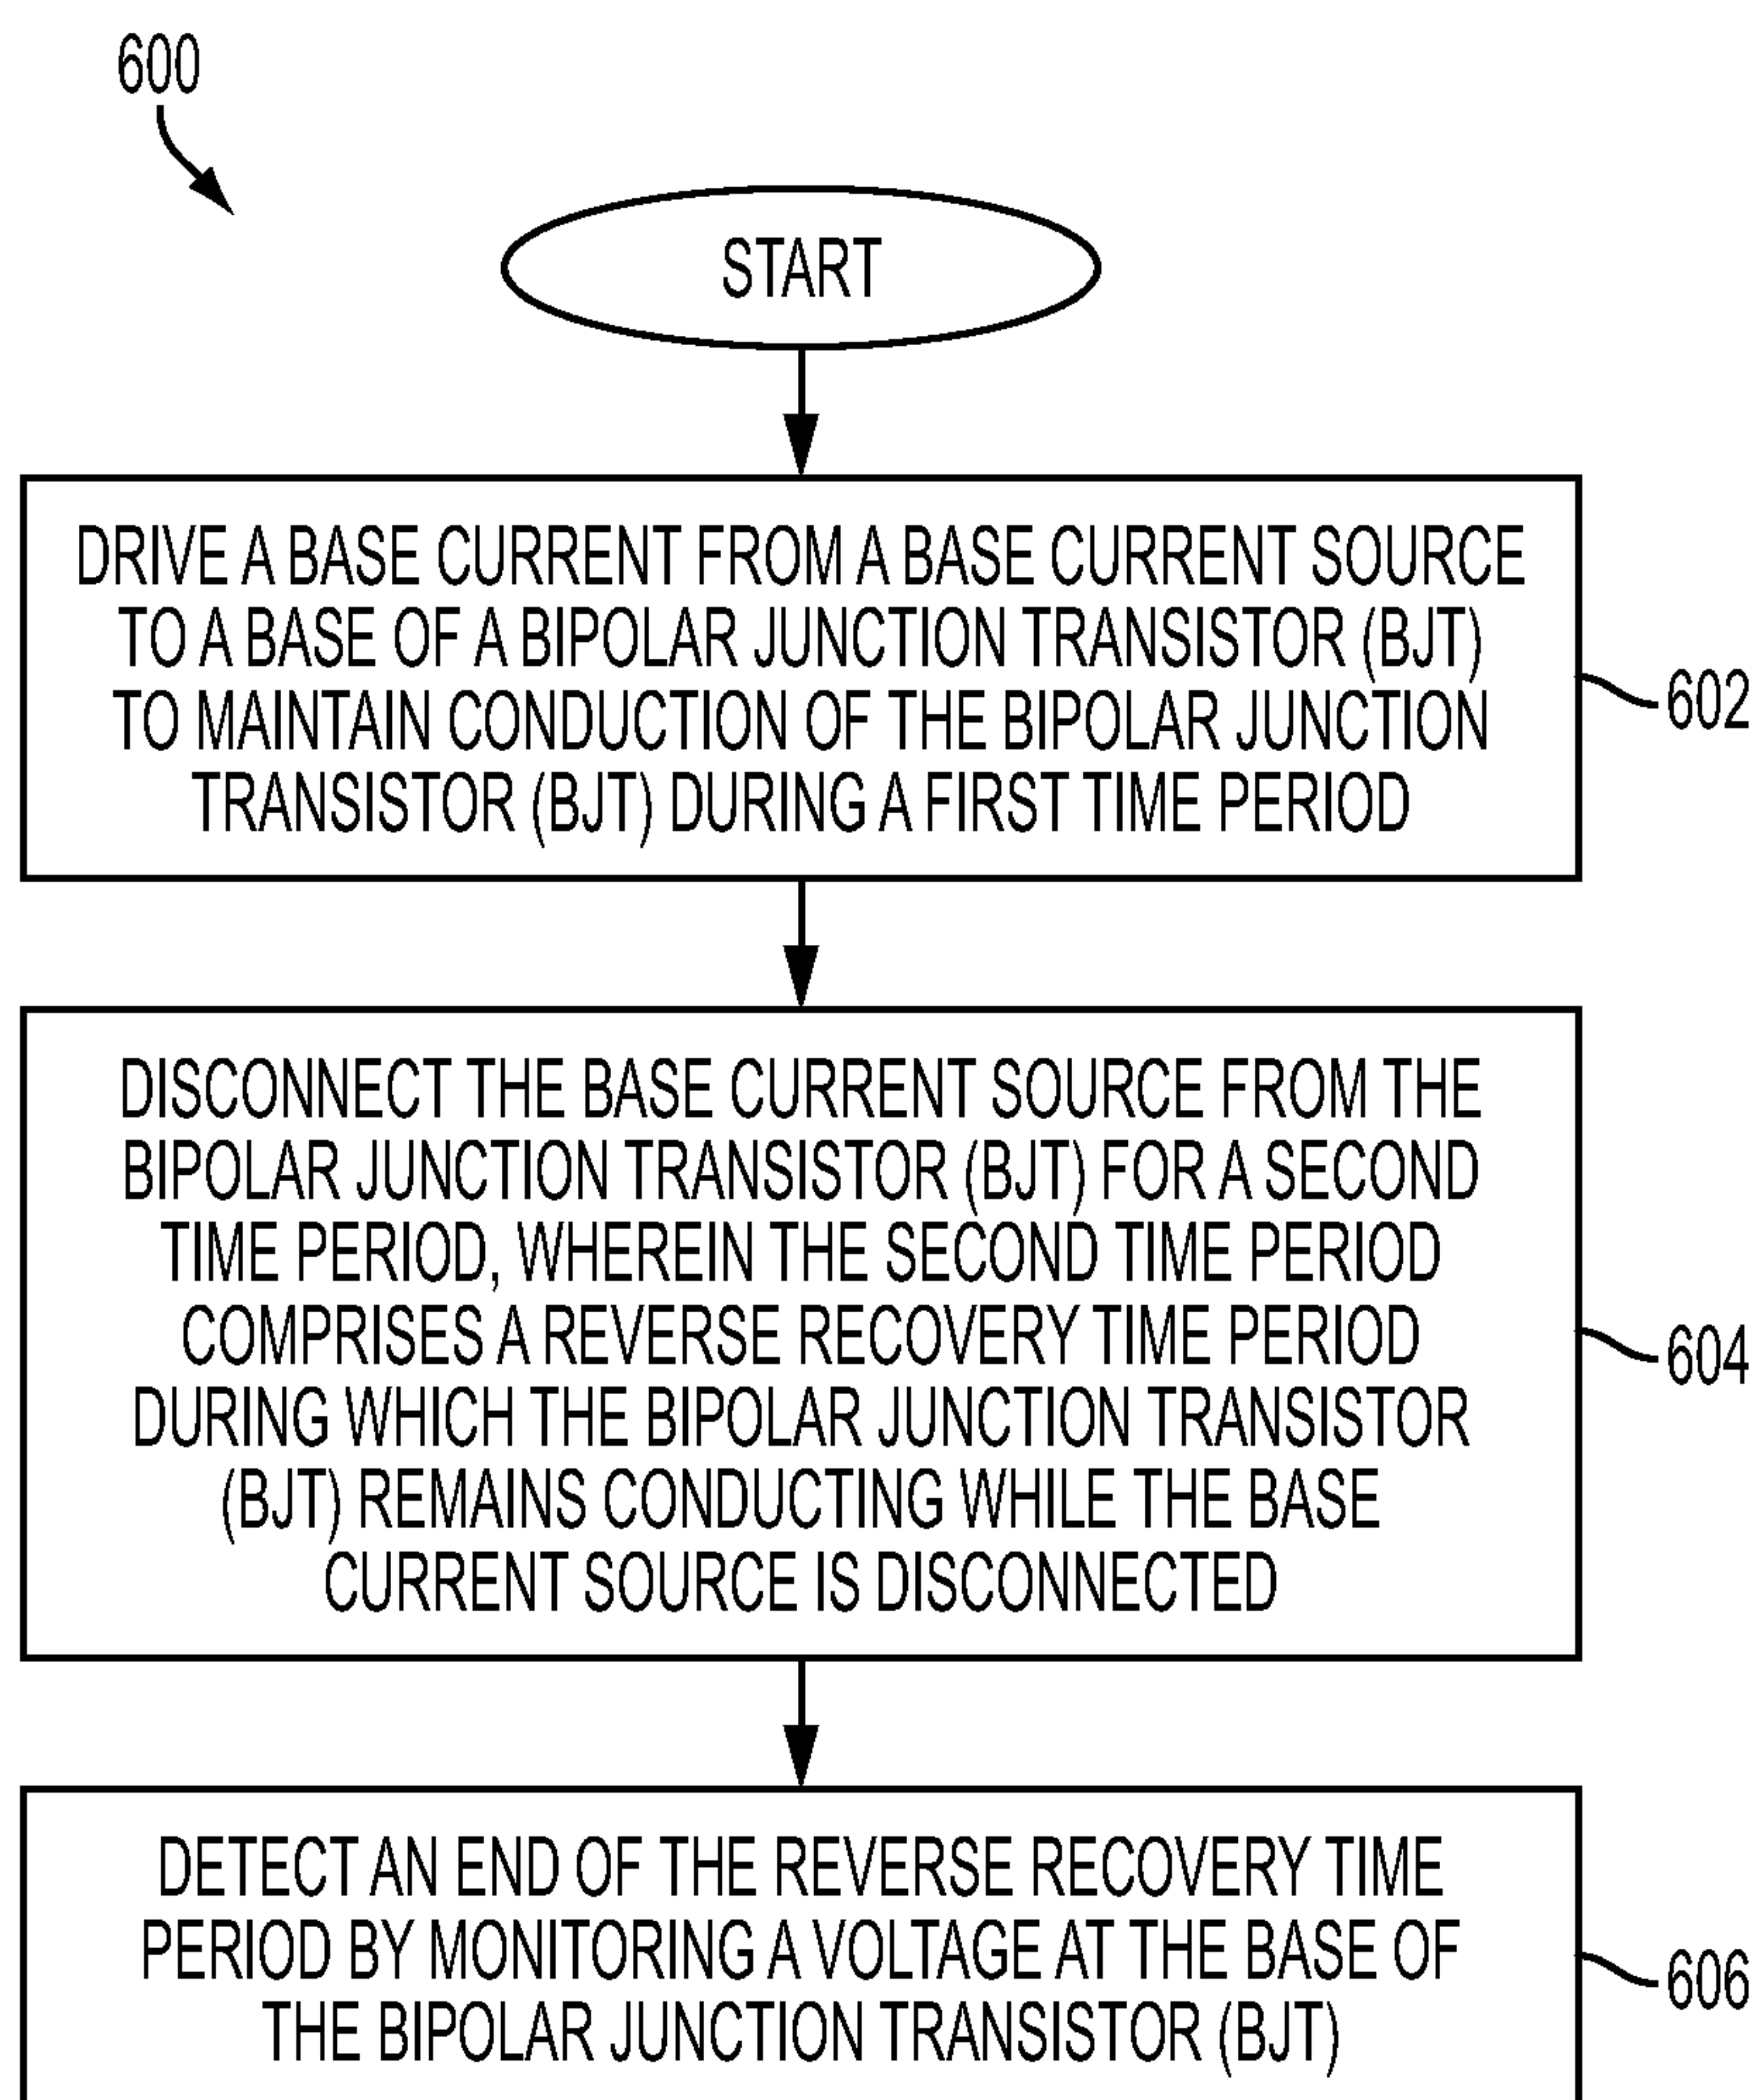 600
START
DRIVE A BASE CURRENT FROM A BASE CURRENT SOURCE
TO A BASE OF A BIPOLAR JUNCTION TRANSISTOR (BJT)
TO MAINTAIN CONDUCTION OF THE BIPOLAR JUNCTION
TRANSISTOR (BJT) DURING A FIRST TIME PERIOD
602
DISCONNECT THE BASE CURRENT SOURCE FROM THE
BIPOLAR JUNCTION TRANSISTOR (BJT) FOR A SECOND
TIME PERIOD, WHEREIN THE SECOND TIME PERIOD
COMPRISES A REVERSE RECOVERY TIME PERIOD
DURING WHICH THE BIPOLAR JUNCTION TRANSISTOR
(BJT) REMAINS CONDUCTING WHILE THE BASE
CURRENT SOURCE IS DISCONNECTED
604
DETECT AN END OF THE REVERSE RECOVERY TIME
PERIOD BY MONITORING A VOLTAGE AT THE BASE OF
THE BIPOLAR JUNCTION TRANSISTOR (BJT)
606